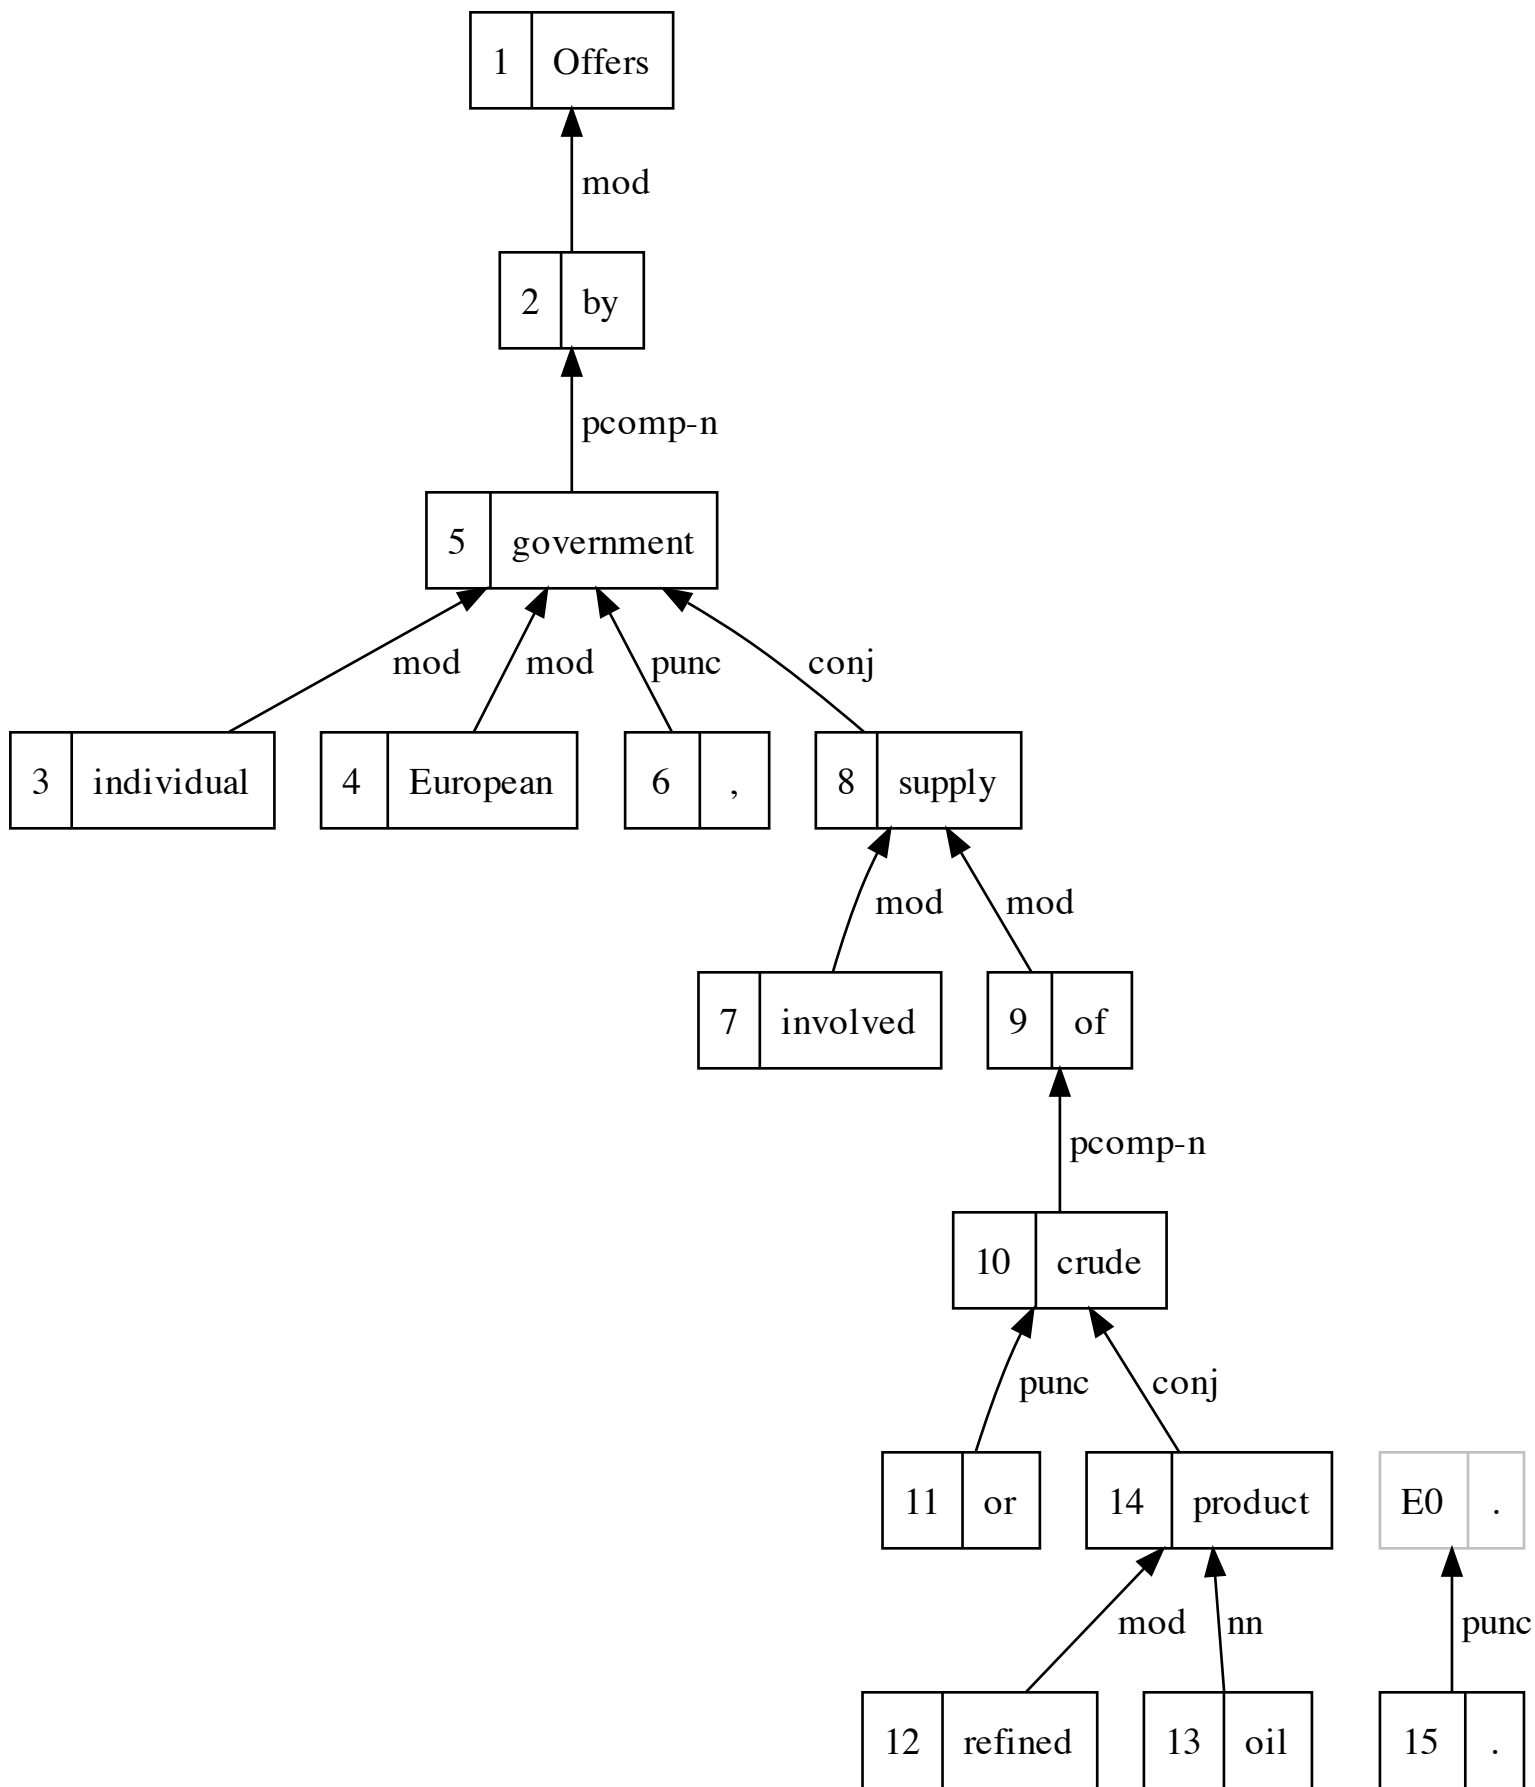 1 Offers
mod
2 by
pcomp-n
5 government
mod mod punc conj
3 individual 4 European 6 , 8 supply
mod mod
7 involved 9 of
pcomp-n
10 crude
punc conj
11 or 14 product E0 .
mod nn punc
12 refined 13 oil 15 .